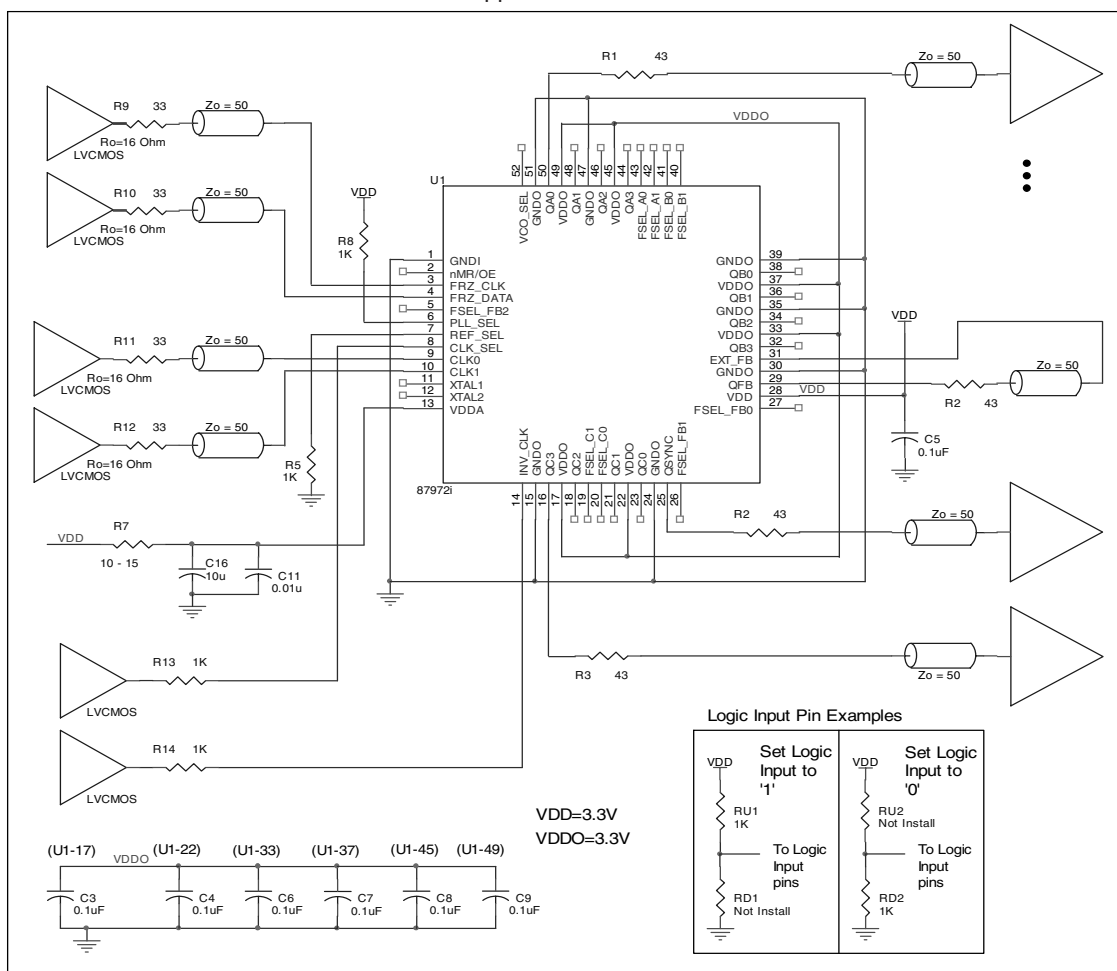 R1 43
Zo = 50
R9 33
Zo = 50
Ro=16 Ohm
LVCMOS
VDDO
R10 33
Zo = 50
Ro=16 Ohm
LVCMOS
VDD
R8
1K
U1
52 51 50 49 48 47 46 45 44 43 42 41 40
VCO_SEL
GNDO
QA0
VDDO
QA1
GNDO
QA2
VDDO
QA3
FSEL_A0
FSEL_A1
FSEL_B0
FSEL_B1
1 GNDI
2 nMR/OE
3 FRZ_CLK
4 FRZ_DATA
5 FSEL_FB2
6 PLL_SEL
7 REF_SEL
8 CLK_SEL
9 CLK0
10 CLK1
11 XTAL1
12 XTAL2
13 VDDA
GNDO 39
QB0 38
VDDO 37
QB1 36
GNDO 35
QB2 34
VDDO 33
QB3 32
EXT_FB 31
GNDO 30
QFB 29
VDD 28
FSEL_FB0 27
INV_CLK
GNDO
QC3
VDDO
QC2
FSEL_C1
FSEL_C0
QC1
VDDO
QC0
GNDO
QSYNC
FSEL_FB1
87972i
14 15 16 17 18 19 20 21 22 23 24 25 26
R11 33
Zo = 50
Ro=16 Ohm
LVCMOS
R12 33
Zo = 50
Ro=16 Ohm
LVCMOS
R5
1K
VDD
Zo = 50
R2 43
VDD
C5
0.1uF
R2 43
Zo = 50
VDD
R7
10 - 15
C16
10u
C11
0.01u
R13 1K
LVCMOS
R14 1K
LVCMOS
R3 43
Zo = 50
Logic Input Pin Examples
VDD
Set Logic
Input to
'1'
RU1
1K
To Logic
Input
pins
RD1
Not Install
VDD
Set Logic
Input to
'0'
RU2
Not Install
To Logic
Input
pins
RD2
1K
VDD=3.3V
VDDO=3.3V
(U1-17) (U1-22) (U1-33) (U1-37) (U1-45) (U1-49)
VDDO
C3
0.1uF
C4
0.1uF
C6
0.1uF
C7
0.1uF
C8
0.1uF
C9
0.1uF